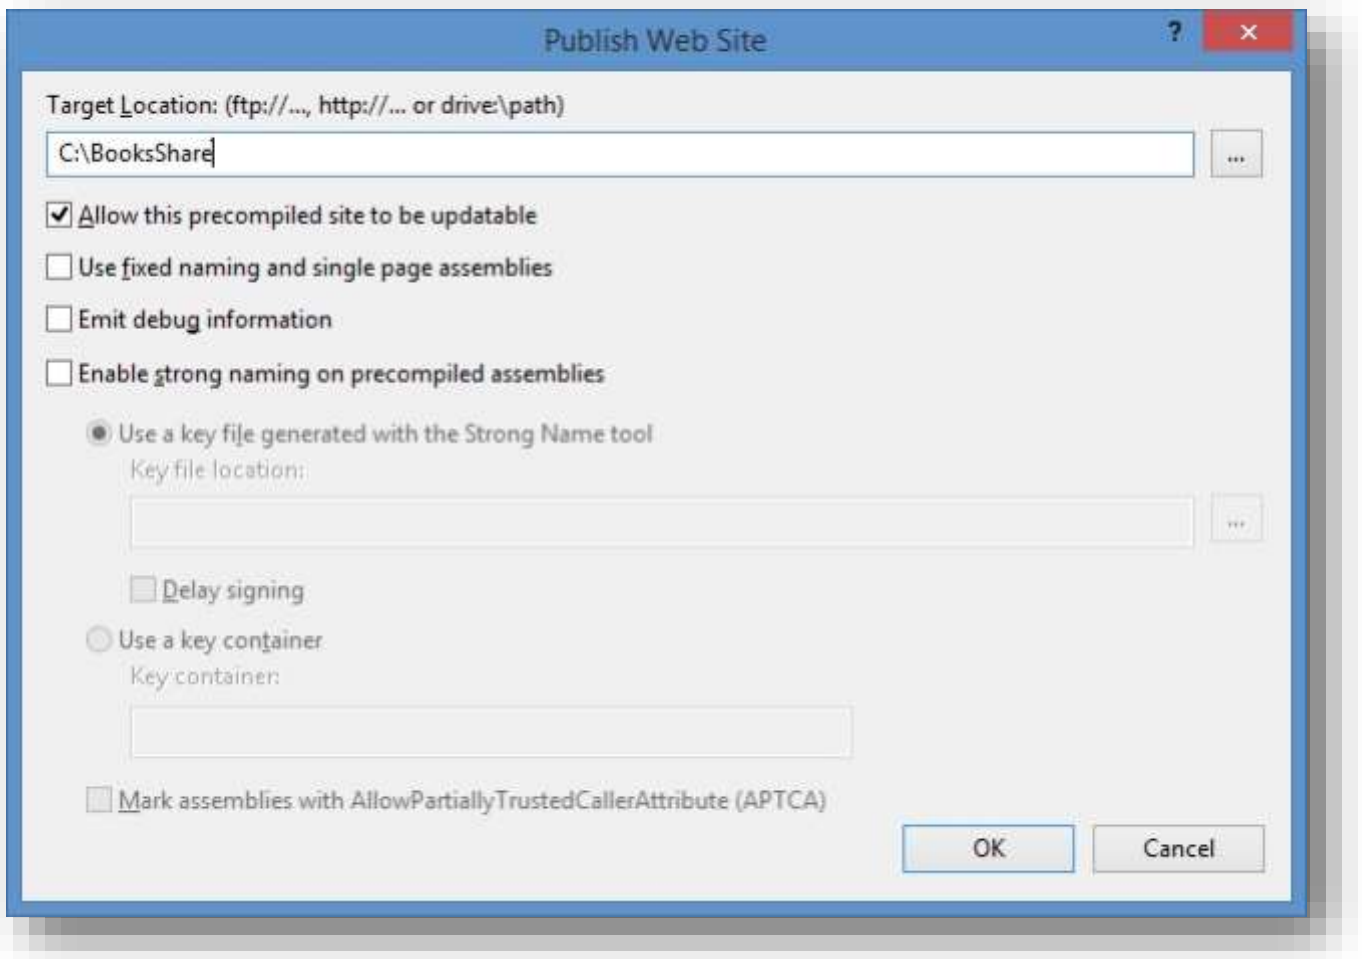 Publish Web Site
?
Target Location: (ftp://..., http://... or drive:\path)
C:\BooksShare
...
Allow this precompiled site to be updatable
Use fixed naming and single page assemblies
Emit debug information
Enable strong naming on precompiled assemblies
Use a key file generated with the Strong Name tool
Key file location:
...
Delay signing
Use a key container
Key container:
Mark assemblies with AllowPartiallyTrustedCallerAttribute (APTCA)
OK Cancel